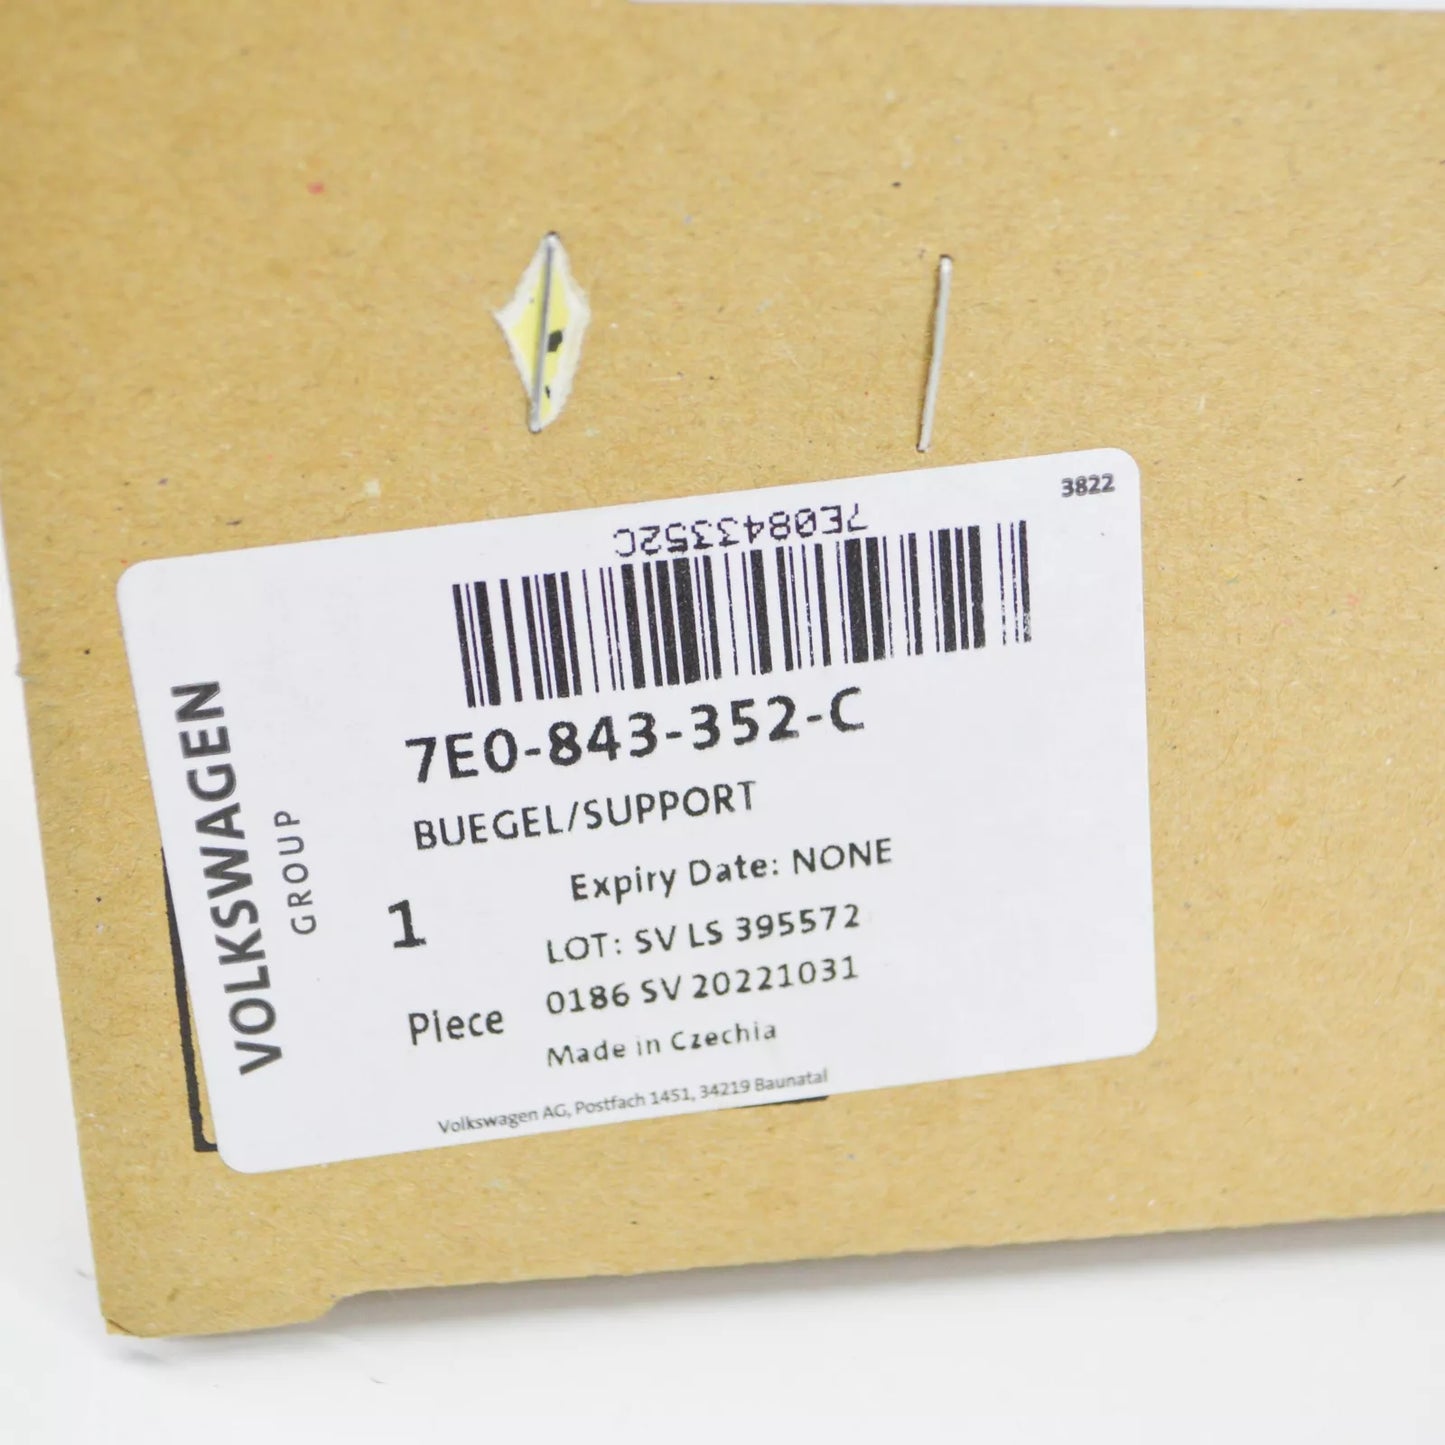 3822
7E0843352C
7E0-843-352-C
BUEGEL/SUPPORT
Expiry Date: NONE
1
LOT: SV LS 395572
0186 SV 20221031
Piece
Made in Czechia
Volkswagen AG, Postfach 1451, 34219 Baunatal
VOLKSWAGEN
GROUP